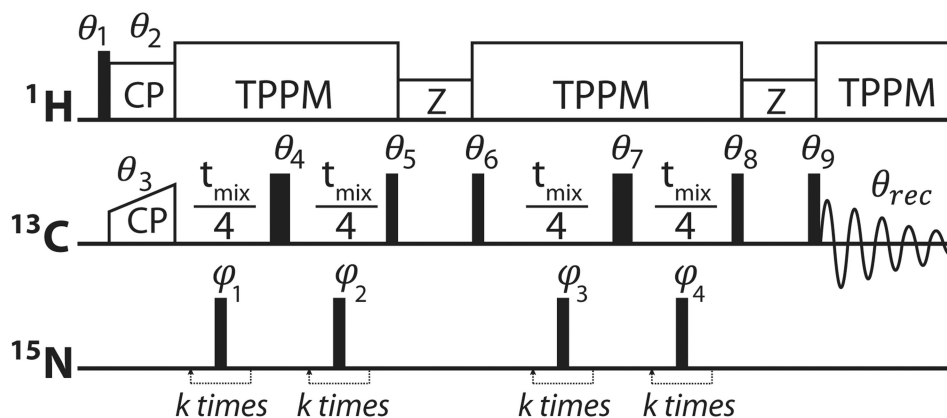 θ1 θ2
¹H CP TPPM Z TPPM Z TPPM
θ3 θ4 θ5 θ6 θ7 θ8 θ9 θrec
¹³C CP tmix/4 tmix/4 tmix/4 tmix/4
φ1 φ2 φ3 φ4
¹⁵N
k times k times k times k times